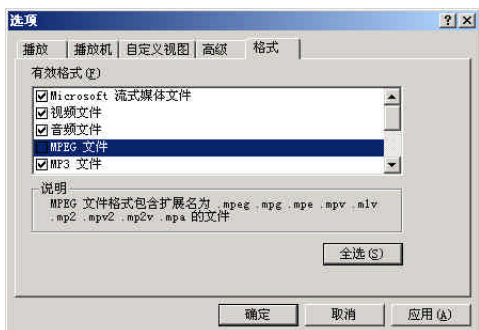 选项
播放 播放机 自定义视图 高级 格式
有效格式(F)
Microsoft 流式媒体文件
视频文件
音频文件
MPEG 文件
MP3 文件
说明
MPEG 文件格式包含扩展名为 .mpeg .mpg .mpe .mpv .m1v
.mp2 .mpv2 .mp2v .mpa 的文件
全选(S)
确定 取消 应用(A)